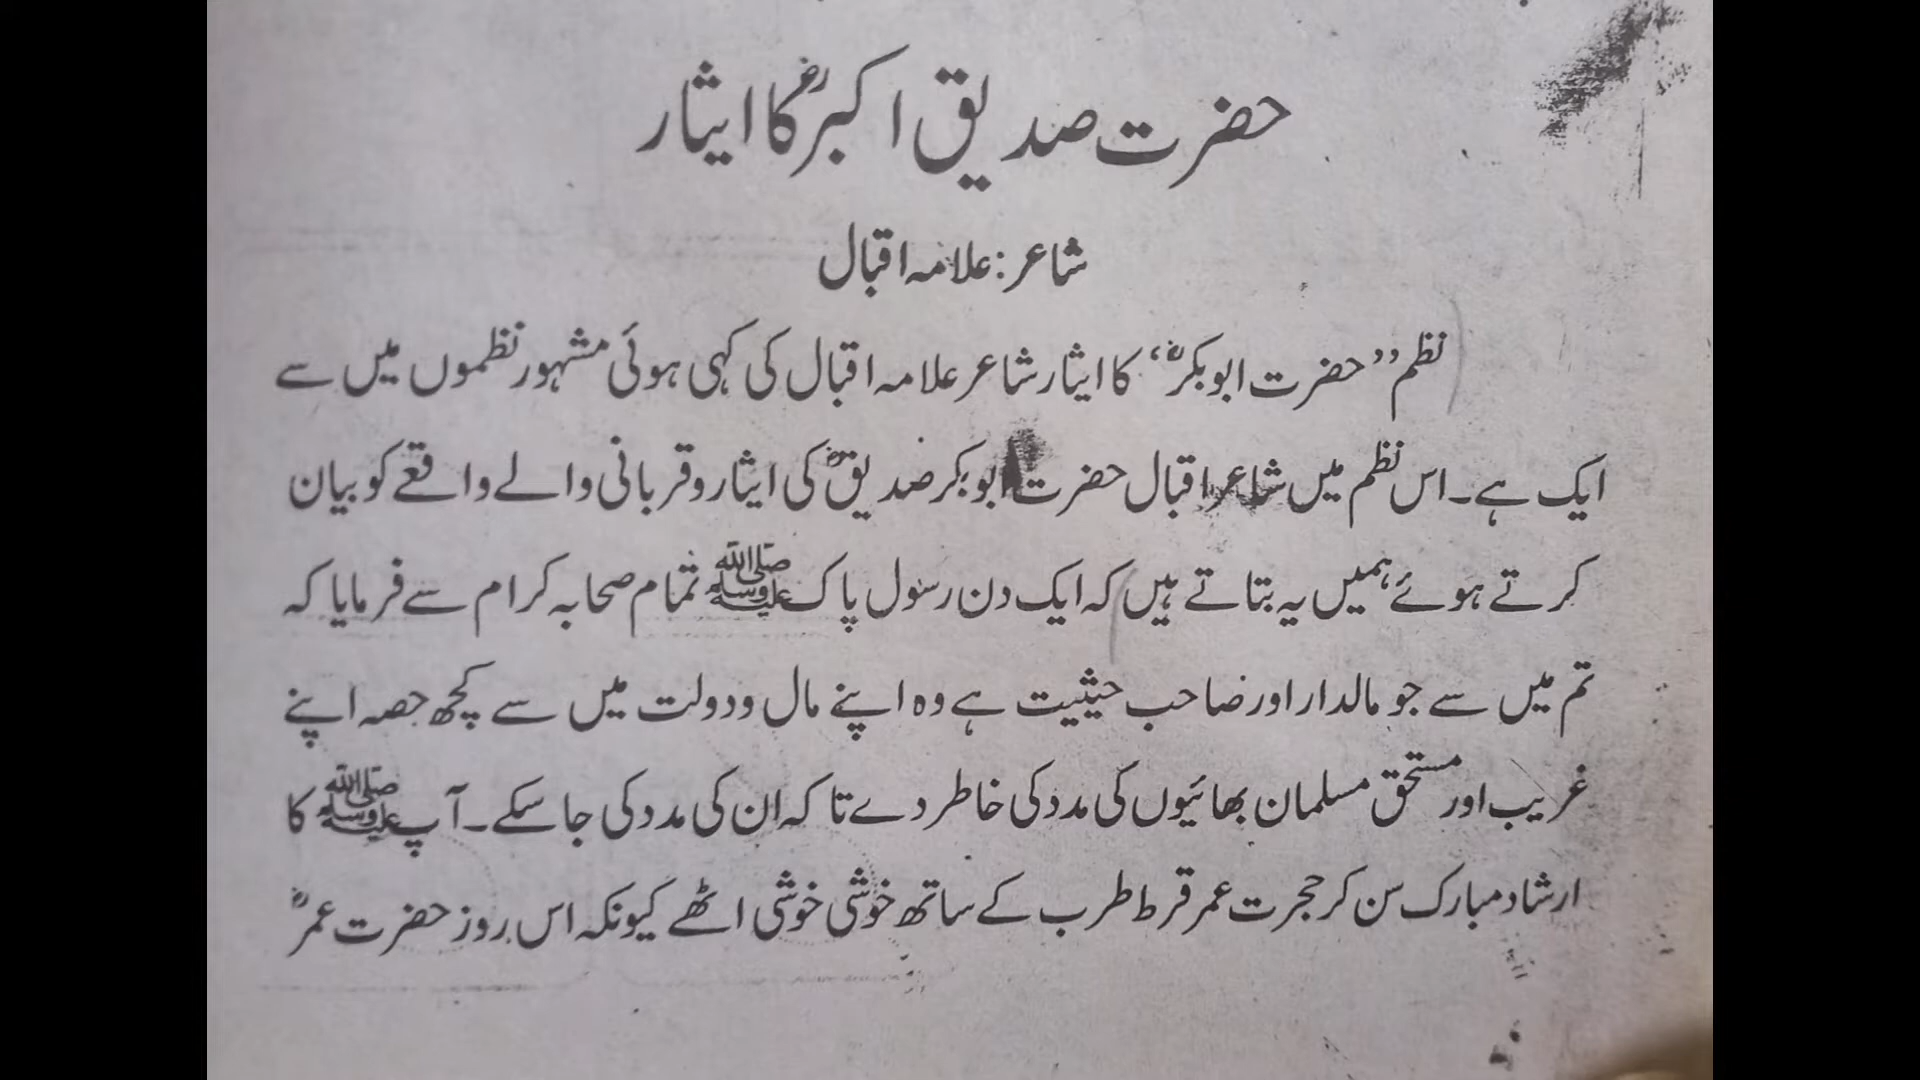 حضرت صدیق اکبرؓ کا ایثار
شاعر: علامہ اقبال
نظم ”حضرت ابوبکرؓ“ کا ایثار شاعر علامہ اقبال کی کہی ہوئی مشہور نظموں میں سے
ایک ہے۔ اس نظم میں شاعر اقبال حضرت ابوبکر صدیقؓ کی ایثار و قربانی والے واقعے کو بیان
کرتے ہوئے ہمیں یہ بتاتے ہیں کہ ایک دن رسول پاک ﷺ تمام صحابہ کرام سے فرمایا کہ
تم میں سے جو مالدار اور صاحب حیثیت ہے وہ اپنے مال و دولت میں سے کچھ حصہ اپنے
غریب اور مستحق مسلمان بھائیوں کی مدد کی خاطر دے تا کہ ان کی مدد کی جا سکے۔ آپ ﷺ کا
ارشاد مبارک سن کر حجرت عمر قرط طرب کے ساتھ خوشی خوشی اٹھے کیونکہ اس روز حضرت عمرؓ